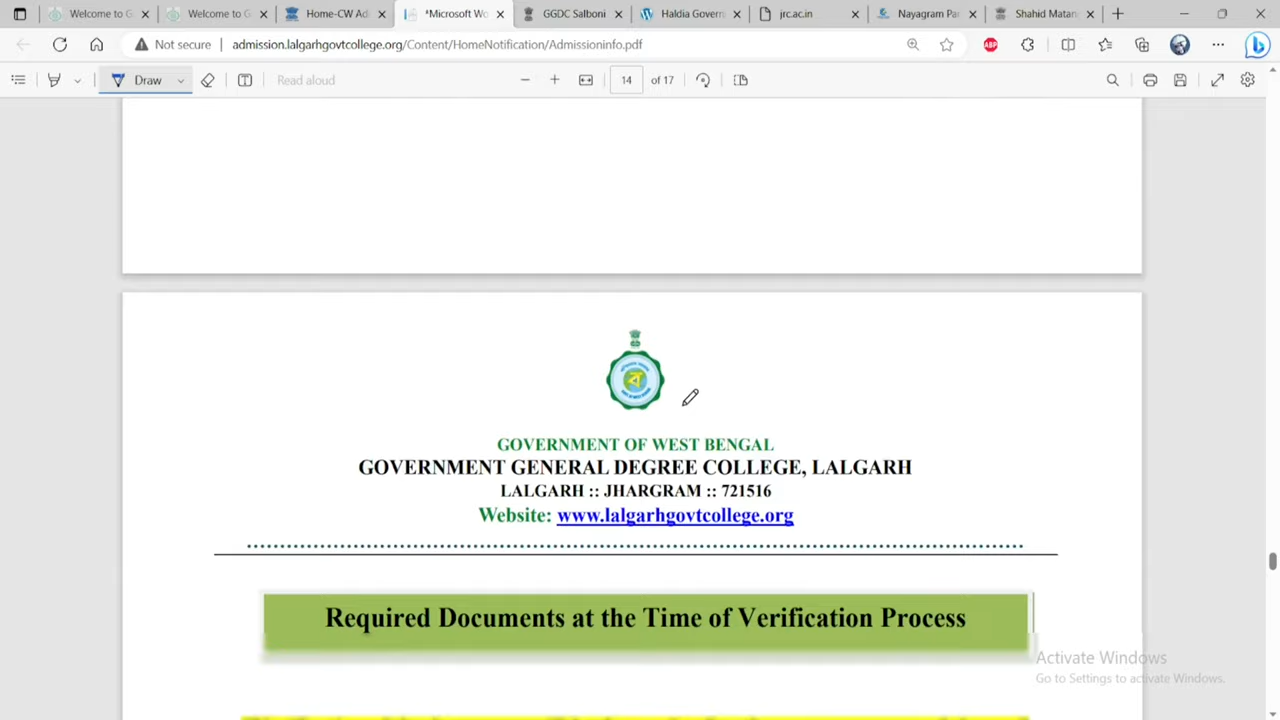 Welcome to G
Welcome to G
Home-CW Ad
*Microsoft Wo
GGDC Salboni
Haldia Govern
jrc.ac.in
Nayagram Pan
Shahid Matan
Not secure
admission.lalgarhgovtcollege.org/Content/HomeNotification/Admissioninfo.pdf
ABP
Draw
Read aloud
14
of 17
GOVERNMENT OF WEST BENGAL
GOVERNMENT GENERAL DEGREE COLLEGE, LALGARH
LALGARH :: JHARGRAM :: 721516
Website: www.lalgarhgovtcollege.org
Required Documents at the Time of Verification Process
Activate Windows
Go to Settings to activate Windows.